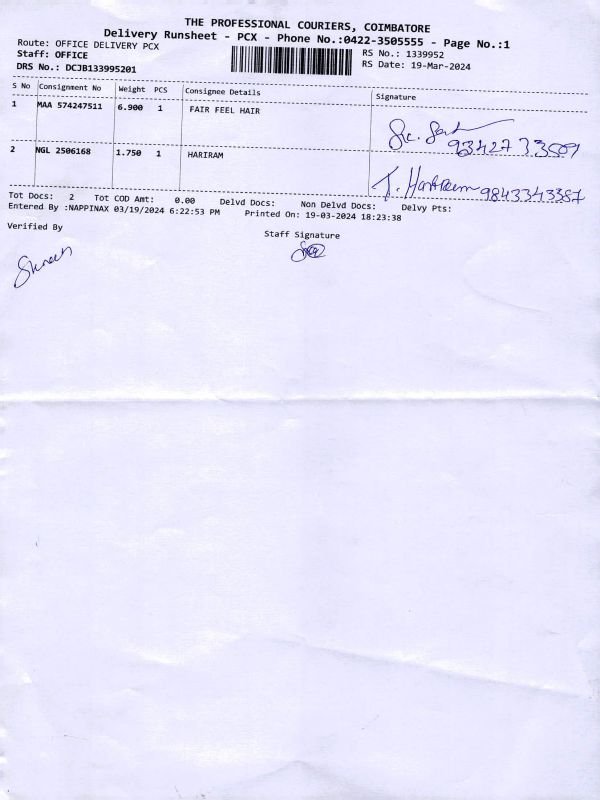 THE PROFESSIONAL COURIERS, COIMBATORE
Delivery Runsheet - PCX - Phone No.:0422-3505555 - Page No.:1
Route: OFFICE DELIVERY PCX
RS No.: 1339952
Staff: OFFICE
RS Date: 19-Mar-2024
DRS No.: DCJB133995201
S No Consignment No Weight PCS Consignee Details Signature
1 MAA 574247511 6.900 1 FAIR FEEL HAIR
2 NGL 2506168 1.750 1 HARIRAM
T. Hariram 9843343387
Tot Docs: 2 Tot COD Amt: 0.00 Delvd Docs: Non Delvd Docs: Delvy Pts:
Entered By :NAPPINAX 03/19/2024 6:22:53 PM Printed On: 19-03-2024 18:23:38
Verified By
Staff Signature